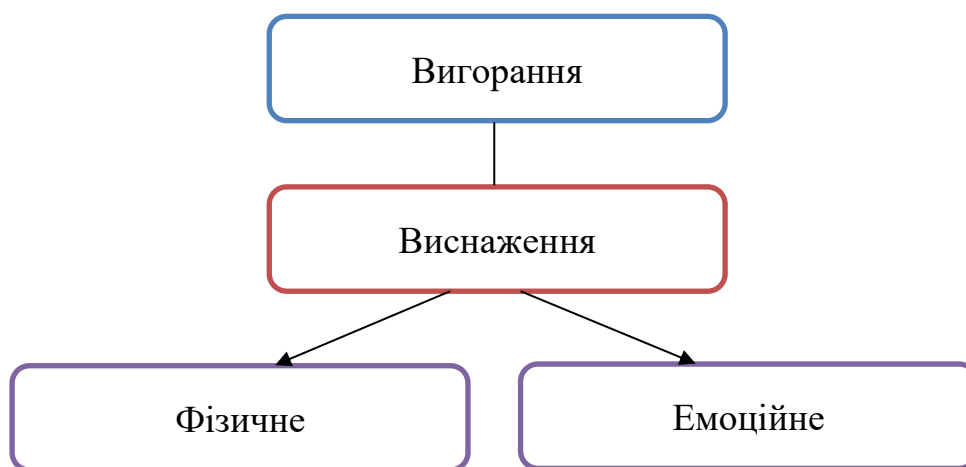 Вигорання
Виснаження
Фізичне
Емоційне